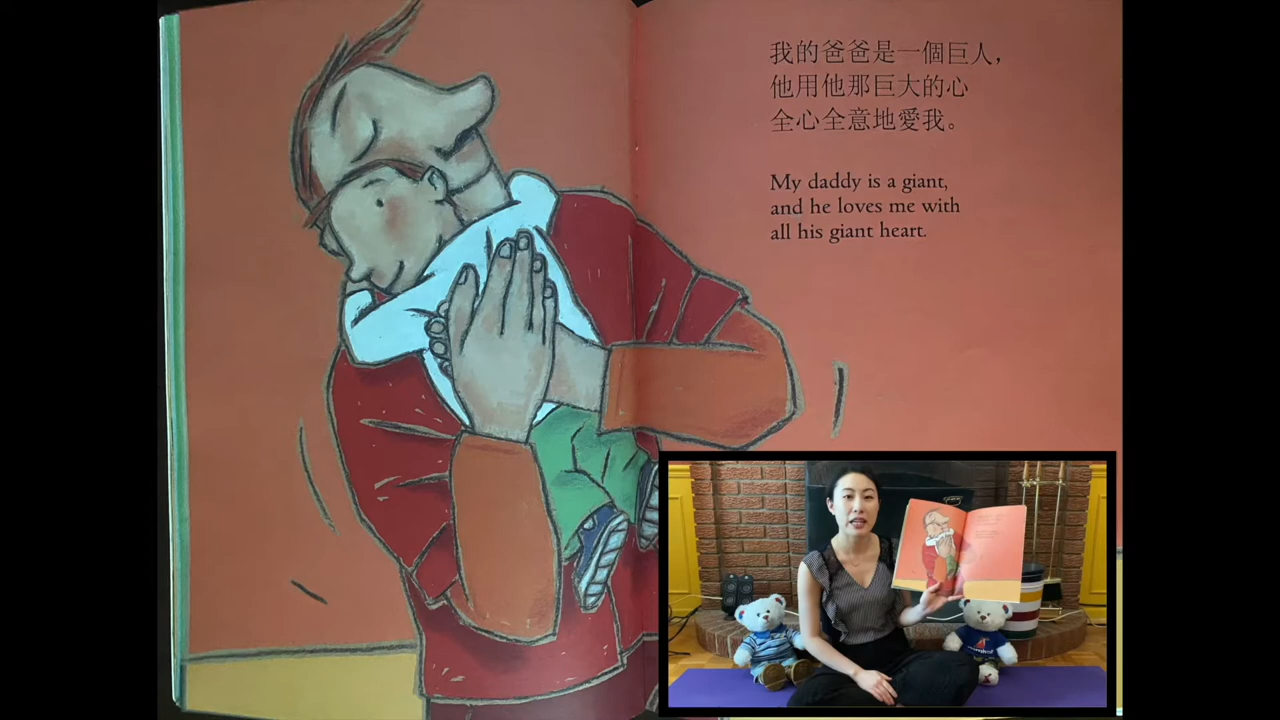 我的爸爸是一個巨人，
他用他那巨大的心
全心全意地愛我。
My daddy is a giant,
and he loves me with
all his giant heart.